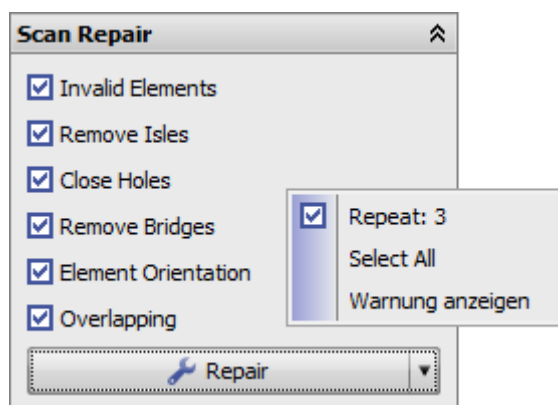 Scan Repair
Invalid Elements
Remove Isles
Close Holes
Remove Bridges
Element Orientation
Overlapping
Repair
Repeat: 3
Select All
Warnung anzeigen